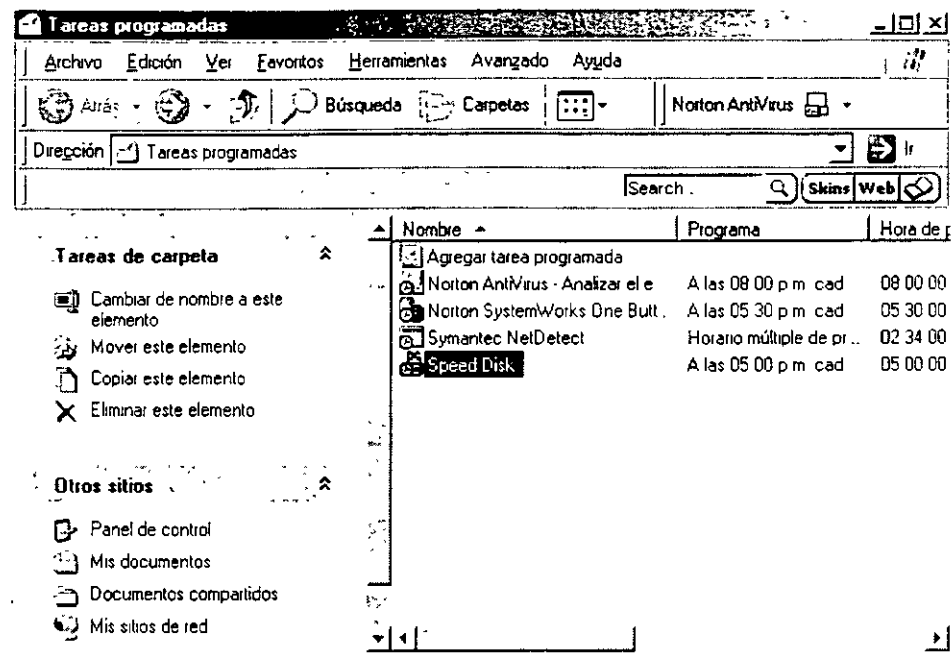 Tareas programadas
Archivo Edición Ver Favoritos Herramientas Avanzado Ayuda
Atrás Búsqueda Carpetas Norton AntiVirus
Dirección Tareas programadas Ir
Search . Skins Web
Nombre Programa Hora de p
Tareas de carpeta
Cambiar de nombre a este elemento
Mover este elemento
Copiar este elemento
Eliminar este elemento
Otros sitios
Panel de control
Mis documentos
Documentos compartidos
Mis sitios de red
Agregar tarea programada
Norton AntiVirus - Analizar el e A las 08 00 p m cad 08 00 00
Norton SystemWorks One Butt . A las 05 30 p m cad 05 30 00
Symantec NetDetect Horario múltiple de pr .. 02 34 00
Speed Disk A las 05 00 p m cad 05 00 00